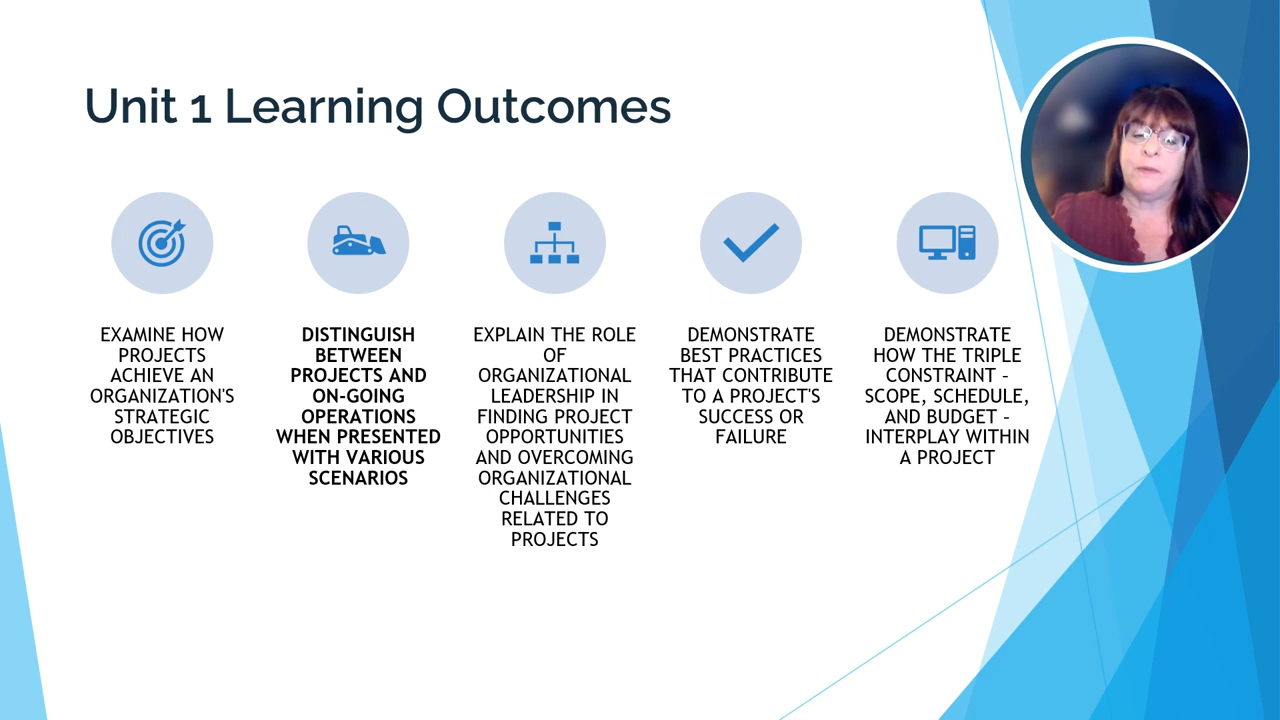 Unit 1 Learning Outcomes
EXAMINE HOW
PROJECTS
ACHIEVE AN
ORGANIZATION'S
STRATEGIC
OBJECTIVES
DISTINGUISH
BETWEEN
PROJECTS AND
ON-GOING
OPERATIONS
WHEN PRESENTED
WITH VARIOUS
SCENARIOS
EXPLAIN THE ROLE
OF
ORGANIZATIONAL
LEADERSHIP IN
FINDING PROJECT
OPPORTUNITIES
AND OVERCOMING
ORGANIZATIONAL
CHALLENGES
RELATED TO
PROJECTS
DEMONSTRATE
BEST PRACTICES
THAT CONTRIBUTE
TO A PROJECT'S
SUCCESS OR
FAILURE
DEMONSTRATE
HOW THE TRIPLE
CONSTRAINT –
SCOPE, SCHEDULE,
AND BUDGET –
INTERPLAY WITHIN
A PROJECT